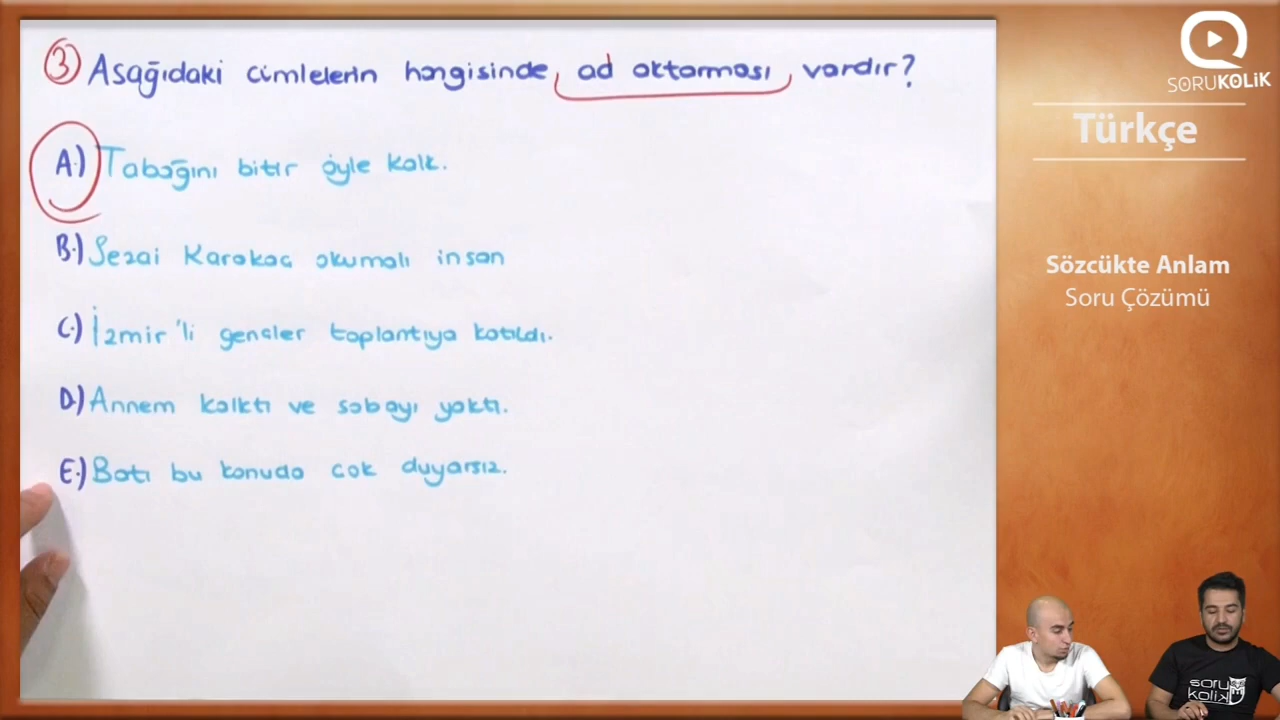 3) Aşağıdaki cümlelerin hangisinde ad aktarması vardır?
A.) Tabağını bitir öyle kalk.
B.) Sezai Karakoç okumalı insan
C.) İzmir'li gençler toplantıya katıldı.
D.) Annem kalktı ve sobayı yaktı.
E.) Batı bu konuda çok duyarsız.
SORUKOLİK
Türkçe
Sözcükte Anlam
Soru Çözümü
soru
kolik